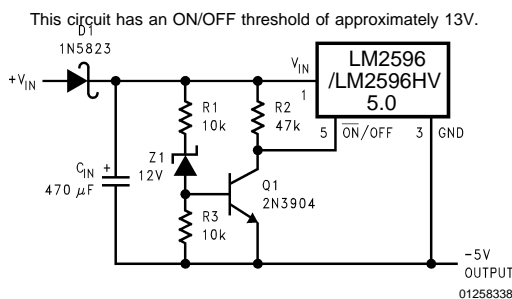 This circuit has an ON/OFF threshold of approximately 13V.
D1
1N5823
+VIN
VIN
1
LM2596
/LM2596HV
5.0
5 ON/OFF 3 GND
R1
10k
R2
47k
Z1
12V
CIN +
470 μF
Q1
2N3904
R3
10k
-5V
OUTPUT
01258338